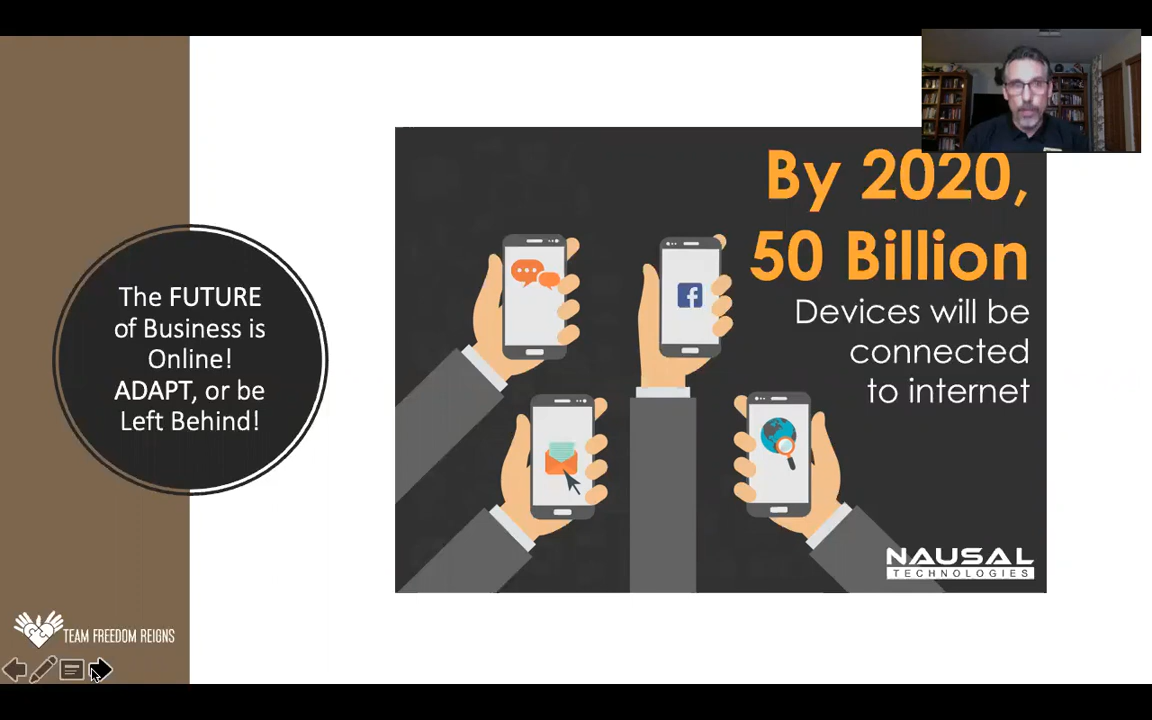 The FUTURE
of Business is
Online!
ADAPT, or be
Left Behind!
TEAM FREEDOM REIGNS
By 2020,
50 Billion
Devices will be
connected
to internet
NAUSAL
TECHNOLOGIES